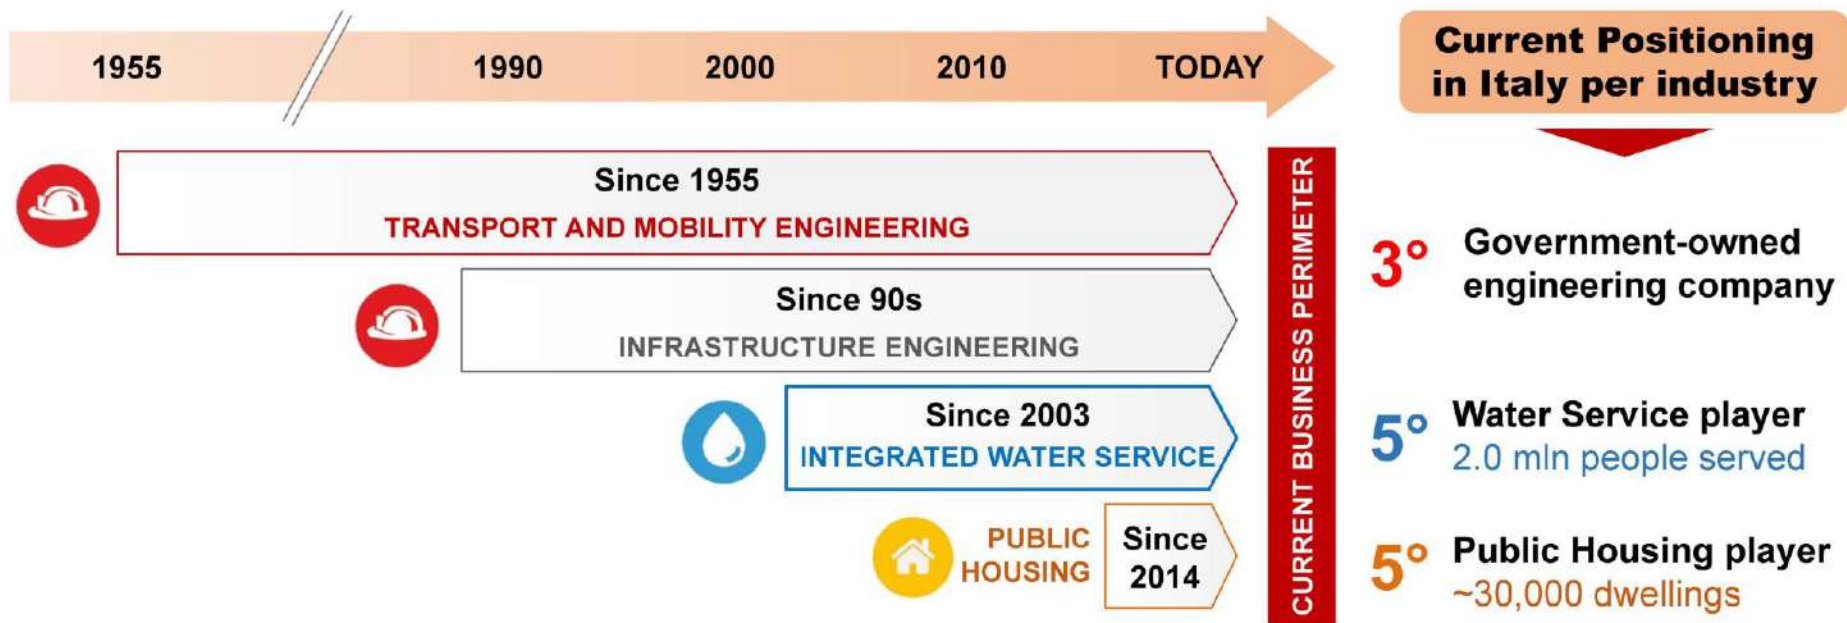 1955
1990
2000
2010
TODAY
Current Positioning
in Italy per industry
Since 1955
TRANSPORT AND MOBILITY ENGINEERING
Since 90s
INFRASTRUCTURE ENGINEERING
Since 2003
INTEGRATED WATER SERVICE
PUBLIC
HOUSING
Since
2014
CURRENT BUSINESS PERIMETER
3° Government-owned
engineering company
5° Water Service player
2.0 mln people served
5° Public Housing player
~30,000 dwellings